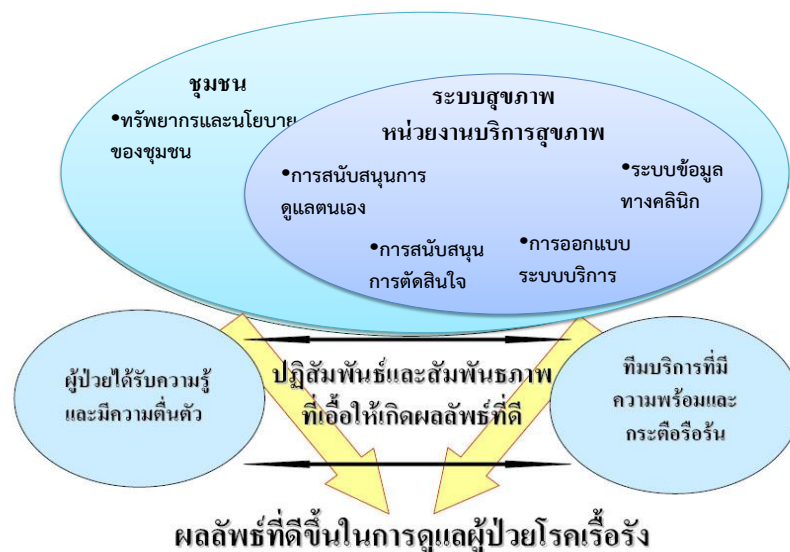 ชุมชน
•ทรัพยากรและนโยบาย
ของชุมชน
ระบบสุขภาพ
หน่วยงานบริการสุขภาพ
•การสนับสนุนการ
ดูแลตนเอง
•ระบบข้อมูล
ทางคลินิก
•การสนับสนุน
การตัดสินใจ
•การออกแบบ
ระบบบริการ
ผู้ป่วยได้รับความรู้
และมีความตื่นตัว
ปฏิสัมพันธ์และสัมพันธภาพ
ที่เอื้อให้เกิดผลลัพธ์ที่ดี
ทีมบริการที่มี
ความพร้อมและ
กระตือรือร้น
ผลลัพธ์ที่ดีขึ้นในการดูแลผู้ป่วยโรคเรื้อรัง